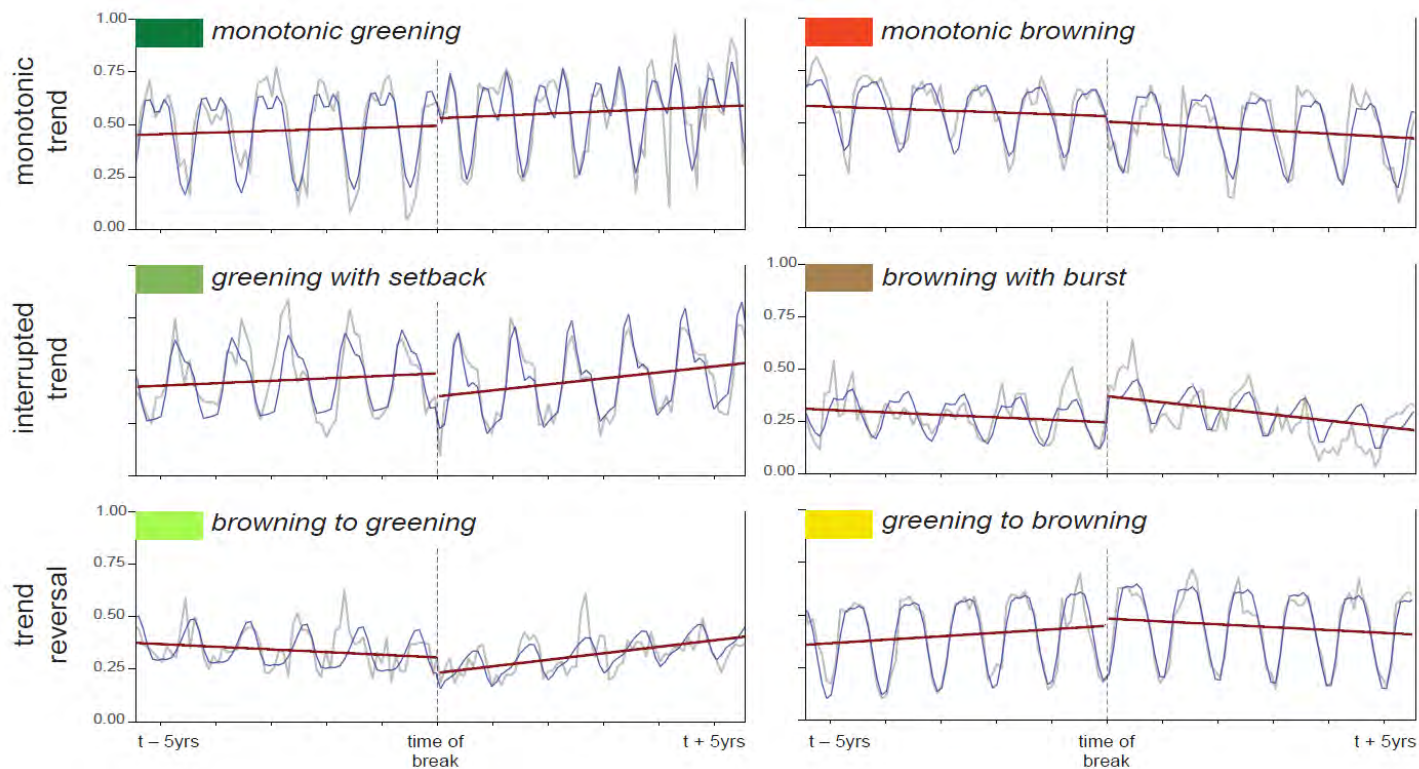 monotonic greening
monotonic browning
1.00
0.75
0.50
0.25
0.00
monotonic
trend
greening with setback
browning with burst
1.00
0.75
0.50
0.25
0.00
interrupted
trend
browning to greening
greening to browning
1.00
0.75
0.50
0.25
0.00
trend
reversal
t – 5yrs
time of
break
t + 5yrs
t – 5yrs
time of
break
t + 5yrs